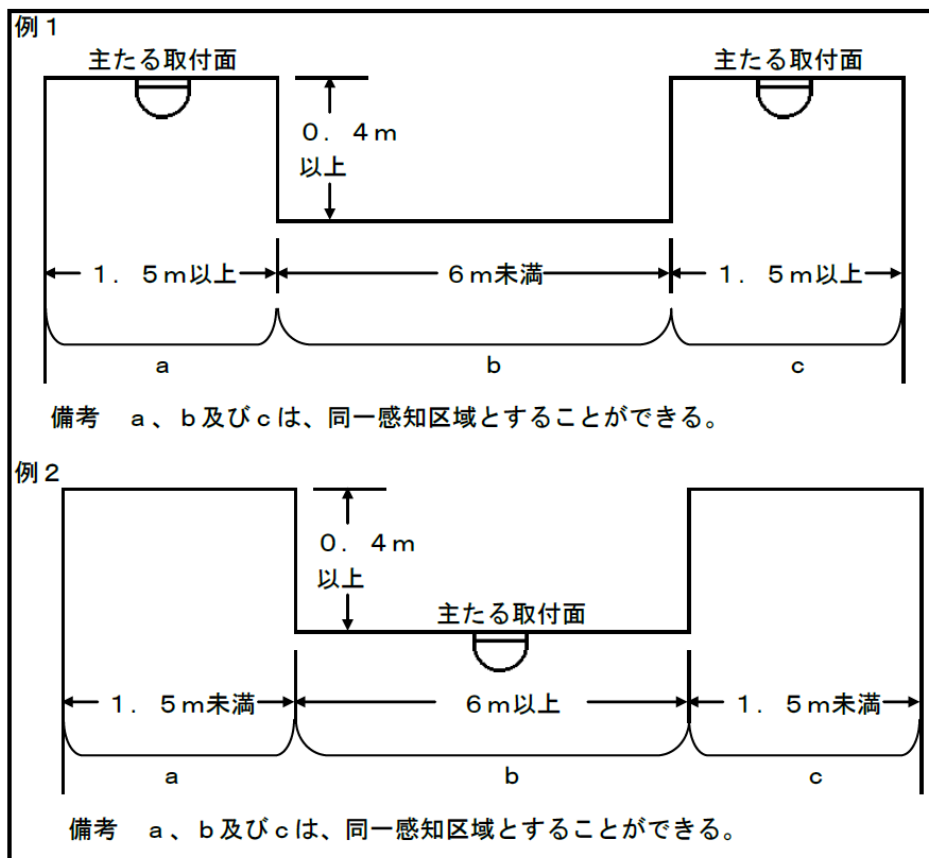 例1
主たる取付面 主たる取付面
0.4m
以上
1.5m以上 6m未満 1.5m以上
a b c
備考 a、b及びcは、同一感知区域とすることができる。
例2
0.4m
以上
主たる取付面
1.5m未満 6m以上 1.5m未満
a b c
備考 a、b及びcは、同一感知区域とすることができる。